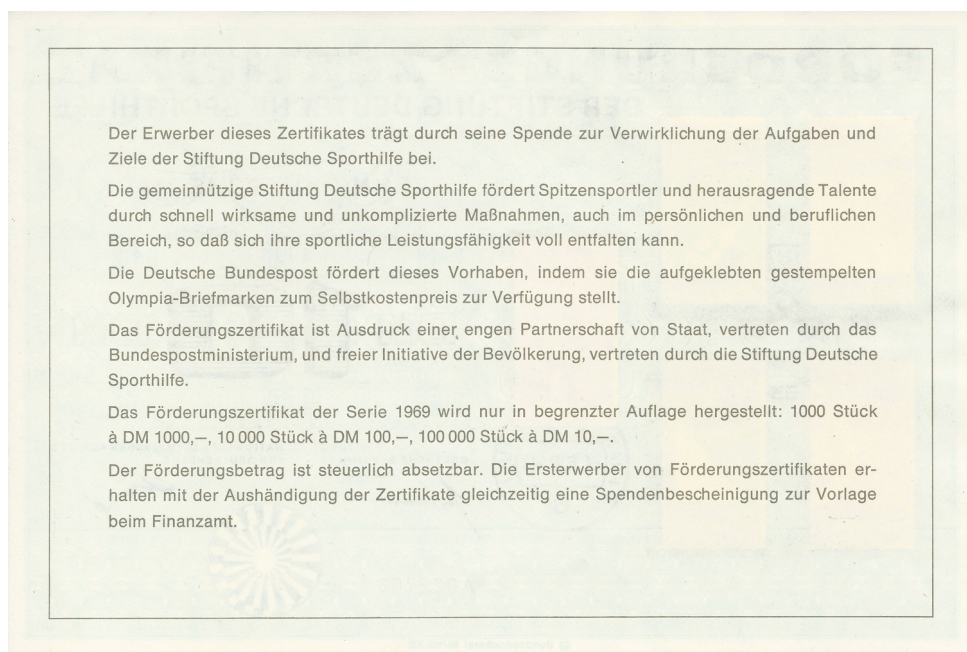 Der Erwerber dieses Zertifikates trägt durch seine Spende zur Verwirklichung der Aufgaben und
Ziele der Stiftung Deutsche Sporthilfe bei.
Die gemeinnützige Stiftung Deutsche Sporthilfe fördert Spitzensportler und herausragende Talente
durch schnell wirksame und unkomplizierte Maßnahmen, auch im persönlichen und beruflichen
Bereich, so daß sich ihre sportliche Leistungsfähigkeit voll entfalten kann.
Die Deutsche Bundespost fördert dieses Vorhaben, indem sie die aufgeklebten gestempelten
Olympia-Briefmarken zum Selbstkostenpreis zur Verfügung stellt.
Das Förderungszertifikat ist Ausdruck einer engen Partnerschaft von Staat, vertreten durch das
Bundespostministerium, und freier Initiative der Bevölkerung, vertreten durch die Stiftung Deutsche
Sporthilfe.
Das Förderungszertifikat der Serie 1969 wird nur in begrenzter Auflage hergestellt: 1000 Stück
à DM 1000,—, 10 000 Stück à DM 100,—, 100 000 Stück à DM 10,—.
Der Förderungsbetrag ist steuerlich absetzbar. Die Ersterwerber von Förderungszertifikaten er-
halten mit der Aushändigung der Zertifikate gleichzeitig eine Spendenbescheinigung zur Vorlage
beim Finanzamt.